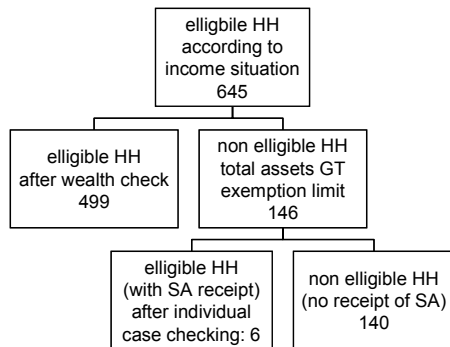 elligbile HH
according to
income situation
645
elligible HH
after wealth check
499
non eligible HH
total assets GT
exemption limit
146
elligible HH
(with SA receipt)
after individual
case checking: 6
non elligible HH
(no receipt of SA)
140